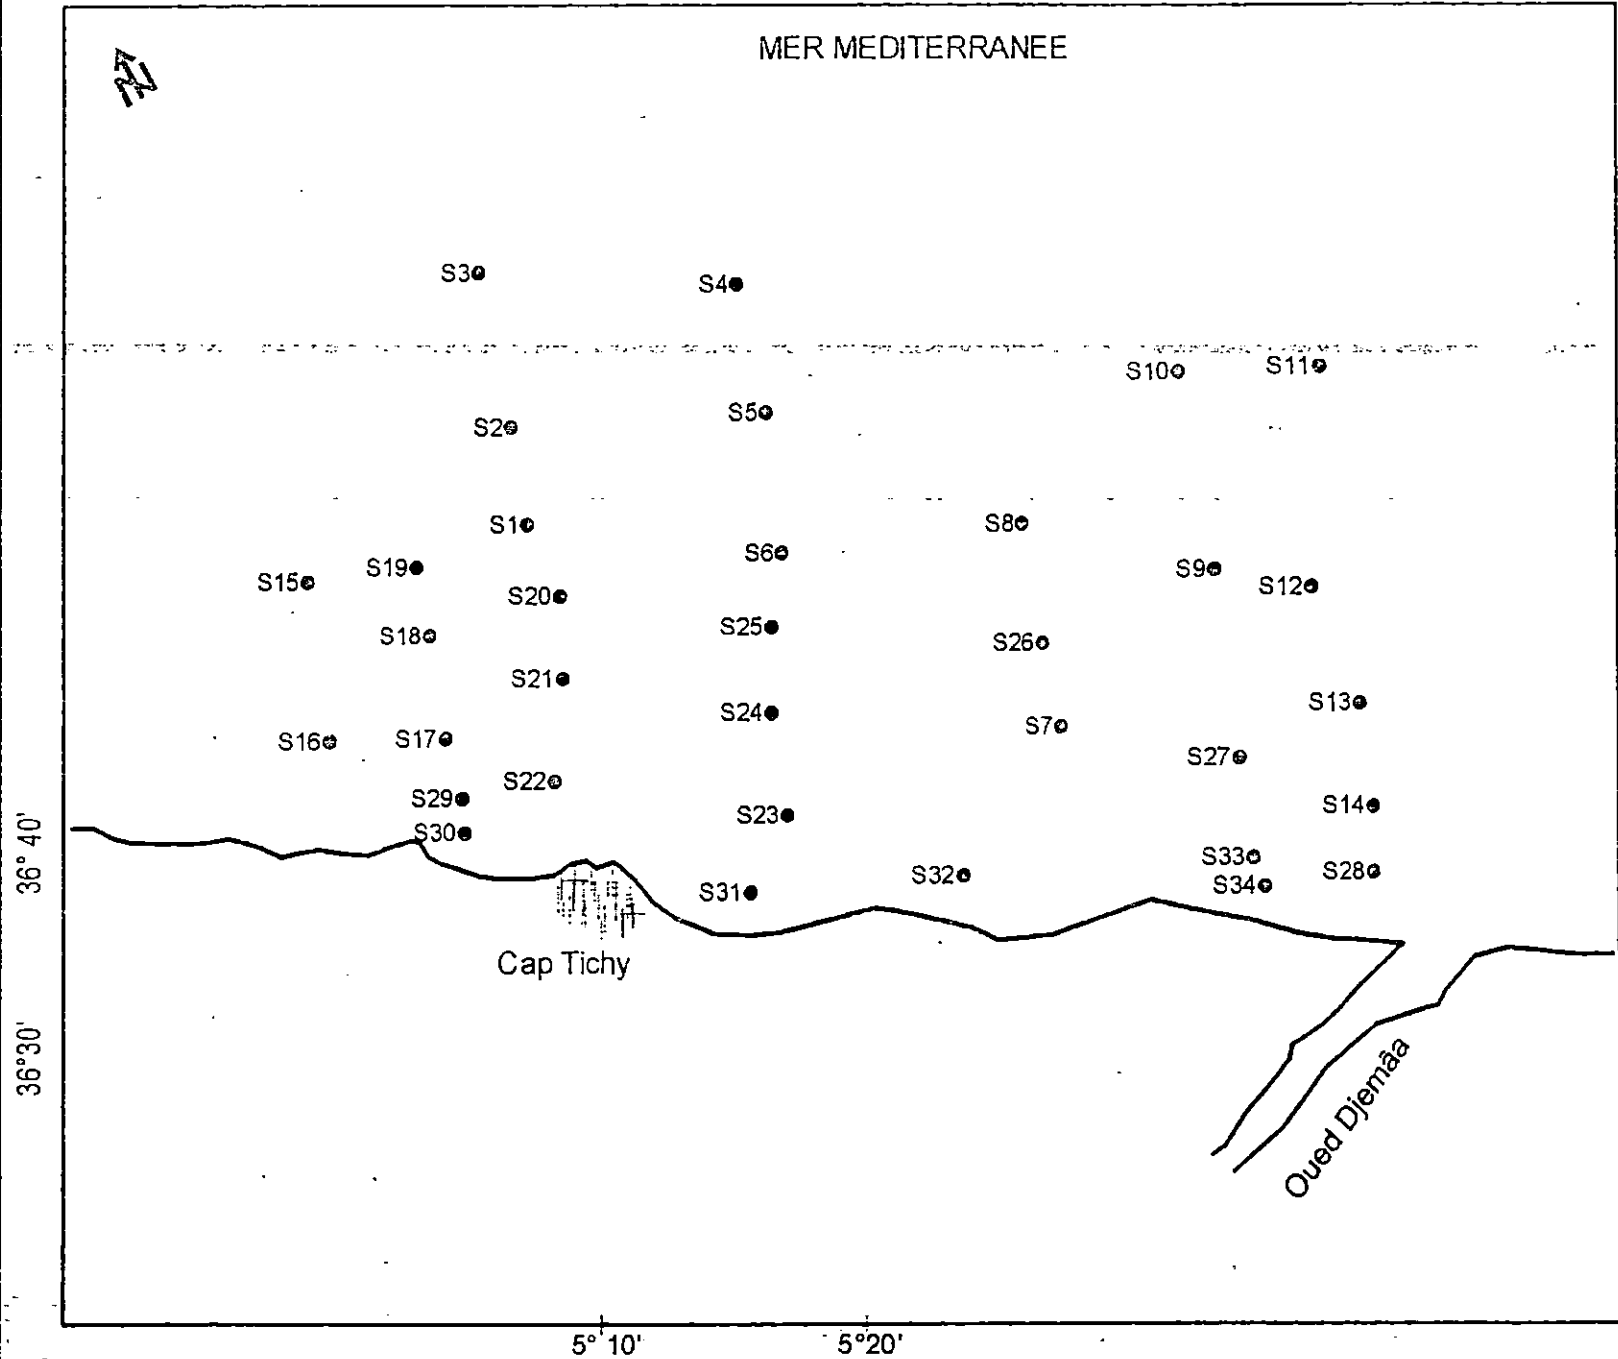 MER MEDITERRANEE
N
S3
S4
S10
S11
S5
S2
S1
S8
S6
S19
S9
S15
S12
S20
S25
S18
S26
S21
S13
S24
S7
S16
S17
S27
S22
S29
S14
S23
S30
S33
S28
S32
S34
S31
36° 40'
Cap Tichy
36°30'
Oued Djemäa
5° 10'
5°20'